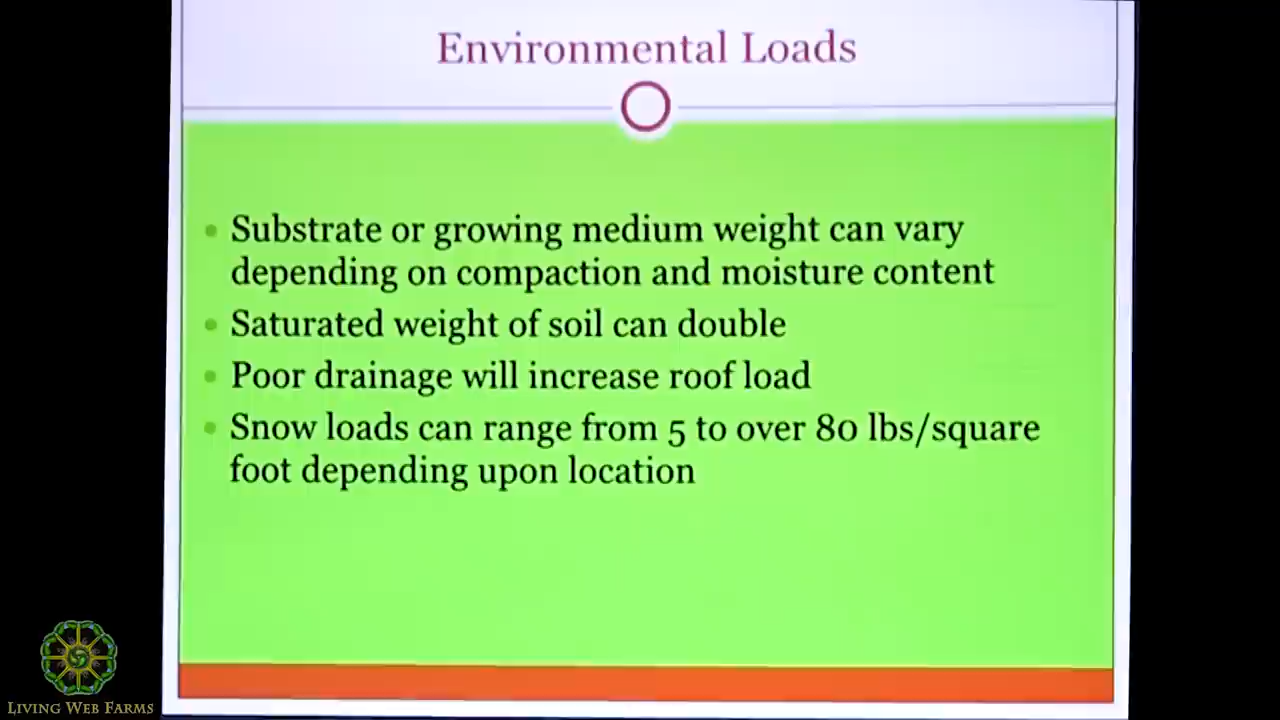 Environmental Loads
• Substrate or growing medium weight can vary
depending on compaction and moisture content
• Saturated weight of soil can double
• Poor drainage will increase roof load
• Snow loads can range from 5 to over 80 lbs/square
foot depending upon location
LIVING WEB FARMS